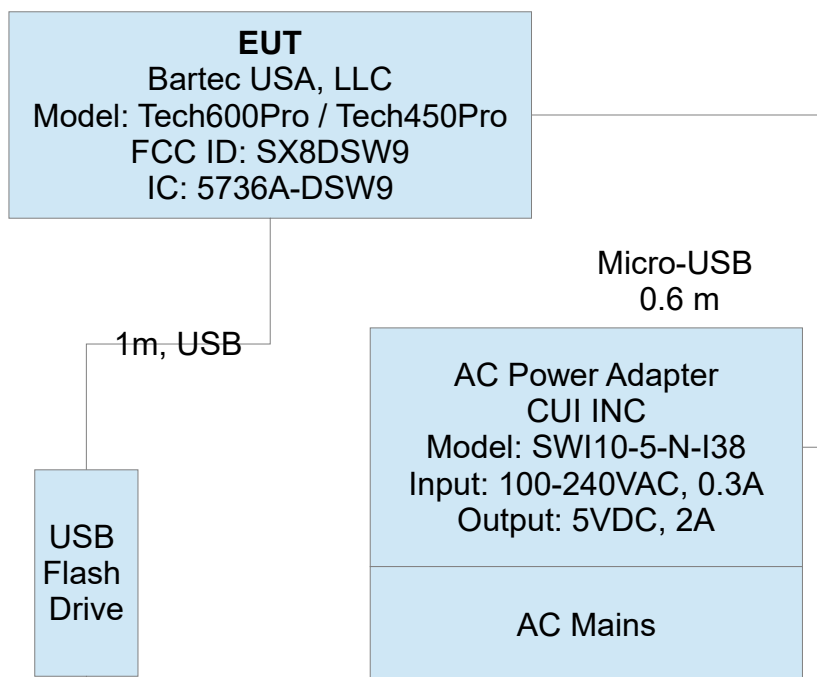 EUT
Bartec USA, LLC
Model: Tech600Pro / Tech450Pro
FCC ID: SX8DSW9
IC: 5736A-DSW9
Micro-USB
0.6 m
1m, USB
AC Power Adapter
CUI INC
Model: SWI10-5-N-I38
Input: 100-240VAC, 0.3A
Output: 5VDC, 2A
USB
Flash
Drive
AC Mains